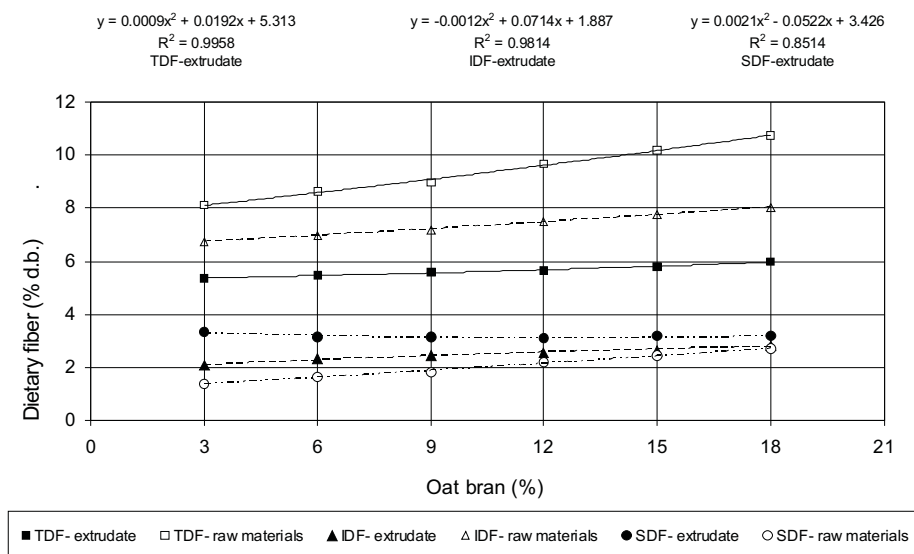 y = 0.0009x² + 0.0192x + 5.313 y = -0.0012x² + 0.0714x + 1.887 y = 0.0021x² - 0.0522x + 3.426
R² = 0.9958 R² = 0.9814 R² = 0.8514
TDF-extrudate IDF-extrudate SDF-extrudate
12
10
8
6
4
2
0
Dietary fiber (% d.b.)
0 3 6 9 12 15 18 21
Oat bran (%)
TDF- extrudate TDF- raw materials IDF- extrudate IDF- raw materials SDF- extrudate SDF- raw materials